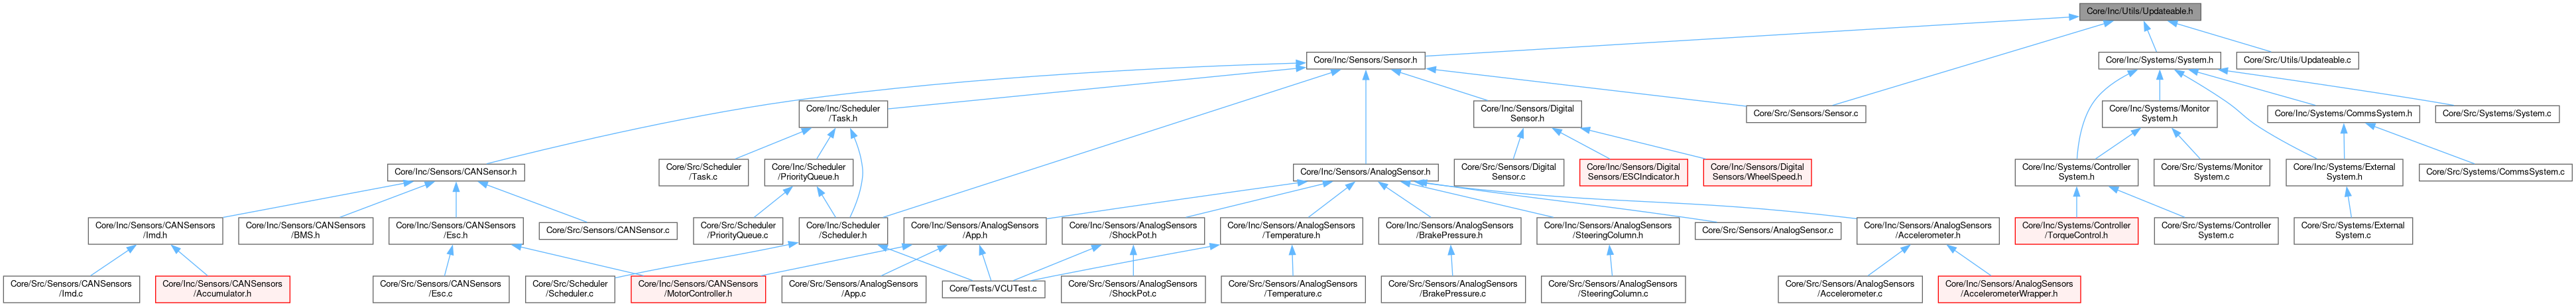 Core/Inc/Utils/Updateable.h
Core/Inc/Sensors/Sensor.h
Core/Inc/Systems/System.h
Core/Src/Utils/Updateable.c
Core/Inc/Scheduler
/Task.h
Core/Inc/Sensors/Digital
Sensor.h
Core/Src/Sensors/Sensor.c
Core/Inc/Systems/Monitor
System.h
Core/Inc/Systems/CommsSystem.h
Core/Src/Systems/System.c
Core/Inc/Sensors/CANSensor.h
Core/Src/Scheduler
/Task.c
Core/Inc/Scheduler
/PriorityQueue.h
Core/Inc/Sensors/AnalogSensor.h
Core/Src/Sensors/Digital
Sensor.c
Core/Inc/Sensors/Digital
Sensors/ESCIndicator.h
Core/Inc/Sensors/Digital
Sensors/WheelSpeed.h
Core/Inc/Systems/Controller
System.h
Core/Src/Systems/Monitor
System.c
Core/Inc/Systems/External
System.h
Core/Src/Systems/CommsSystem.c
Core/Inc/Sensors/CANSensors
/Imd.h
Core/Inc/Sensors/CANSensors
/BMS.h
Core/Inc/Sensors/CANSensors
/Esc.h
Core/Src/Sensors/CANSensor.c
Core/Src/Scheduler
/PriorityQueue.c
Core/Inc/Scheduler
/Scheduler.h
Core/Inc/Sensors/AnalogSensors
/App.h
Core/Inc/Sensors/AnalogSensors
/ShockPot.h
Core/Inc/Sensors/AnalogSensors
/Temperature.h
Core/Inc/Sensors/AnalogSensors
/BrakePressure.h
Core/Inc/Sensors/AnalogSensors
/SteeringColumn.h
Core/Src/Sensors/AnalogSensor.c
Core/Inc/Sensors/AnalogSensors
/Accelerometer.h
Core/Inc/Systems/Controller
/TorqueControl.h
Core/Src/Systems/Controller
System.c
Core/Src/Systems/External
System.c
Core/Src/Sensors/CANSensors
/Imd.c
Core/Inc/Sensors/CANSensors
/Accumulator.h
Core/Src/Sensors/CANSensors
/Esc.c
Core/Src/Scheduler
/Scheduler.c
Core/Inc/Sensors/CANSensors
/MotorController.h
Core/Src/Sensors/AnalogSensors
/App.c
Core/Tests/VCUTest.c
Core/Src/Sensors/AnalogSensors
/ShockPot.c
Core/Src/Sensors/AnalogSensors
/Temperature.c
Core/Src/Sensors/AnalogSensors
/BrakePressure.c
Core/Src/Sensors/AnalogSensors
/SteeringColumn.c
Core/Src/Sensors/AnalogSensors
/Accelerometer.c
Core/Inc/Sensors/AnalogSensors
/AccelerometerWrapper.h